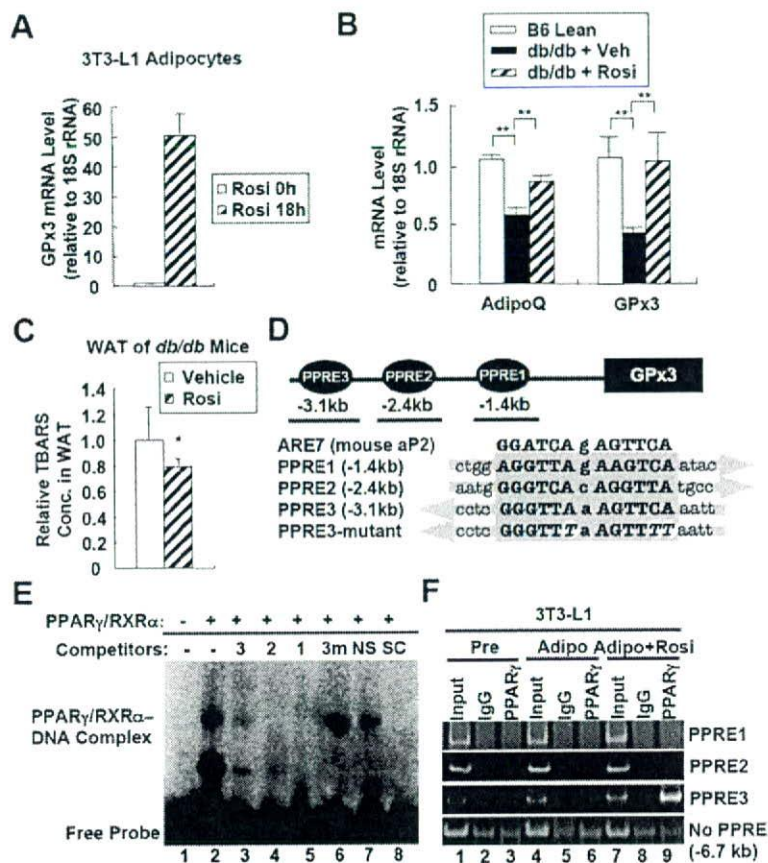 A
3T3-L1 Adipocytes
GPx3 mRNA Level
(relative to 18S rRNA)
60
50
40
30
20
10
0
Rosi 0h
Rosi 18h
B
B6 Lean
db/db + Veh
db/db + Rosi
mRNA Level
(relative to 18S rRNA)
1.5
1.0
0.5
0
** ** ** **
AdipoQ GPx3
C
WAT of db/db Mice
Vehicle
Rosi
Relative TBARS
Conc. in WAT
1.4
1.2
1.0
0.8
0.6
0.4
0.2
0
*
D
PPRE3 PPRE2 PPRE1 GPx3
-3.1kb -2.4kb -1.4kb
ARE7 (mouse aP2) GGATCA g AGTTCA
PPRE1 (-1.4kb) ctgg AGGTTA g AAGTCA atac
PPRE2 (-2.4kb) aatg GGGTCA c AGGTTA tgcc
PPRE3 (-3.1kb) cctc GGGTTA a AGTTCA aatt
PPRE3-mutant cctc GGGTTT a AGTTTT aatt
E
PPARγ/RXRα: - + + + + + + +
Competitors: - - 3 2 1 3m NS SC
PPARγ/RXRα–
DNA Complex
Free Probe
1 2 3 4 5 6 7 8
F
3T3-L1
Pre Adipo Adipo+Rosi
Input IgG PPARγ Input IgG PPARγ Input IgG PPARγ
PPRE1
PPRE2
PPRE3
No PPRE
(-6.7 kb)
1 2 3 4 5 6 7 8 9